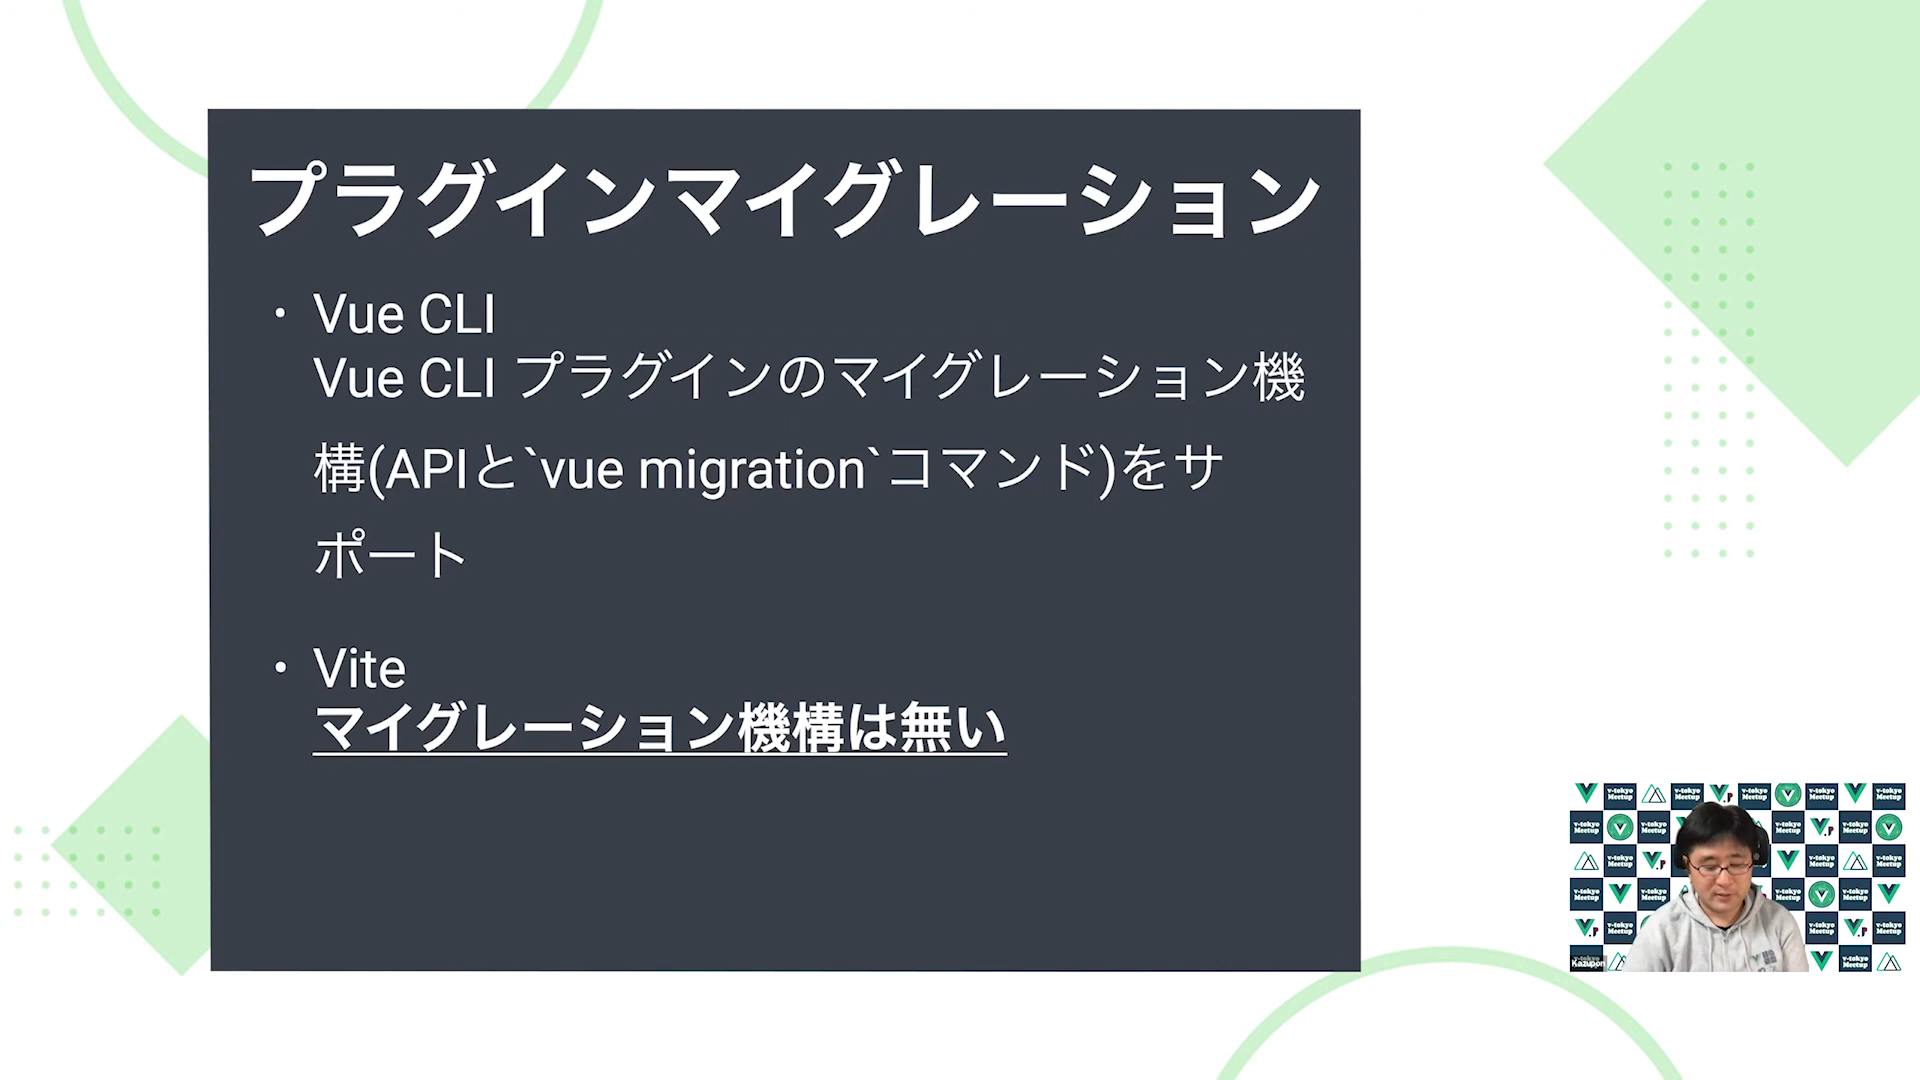 プラグインマイグレーション
・Vue CLI
Vue CLI プラグインのマイグレーション機
構(APIと`vue migration`コマンド)をサ
ポート
・Vite
マイグレーション機構は無い
v-tokyo Meetup
Kazupon